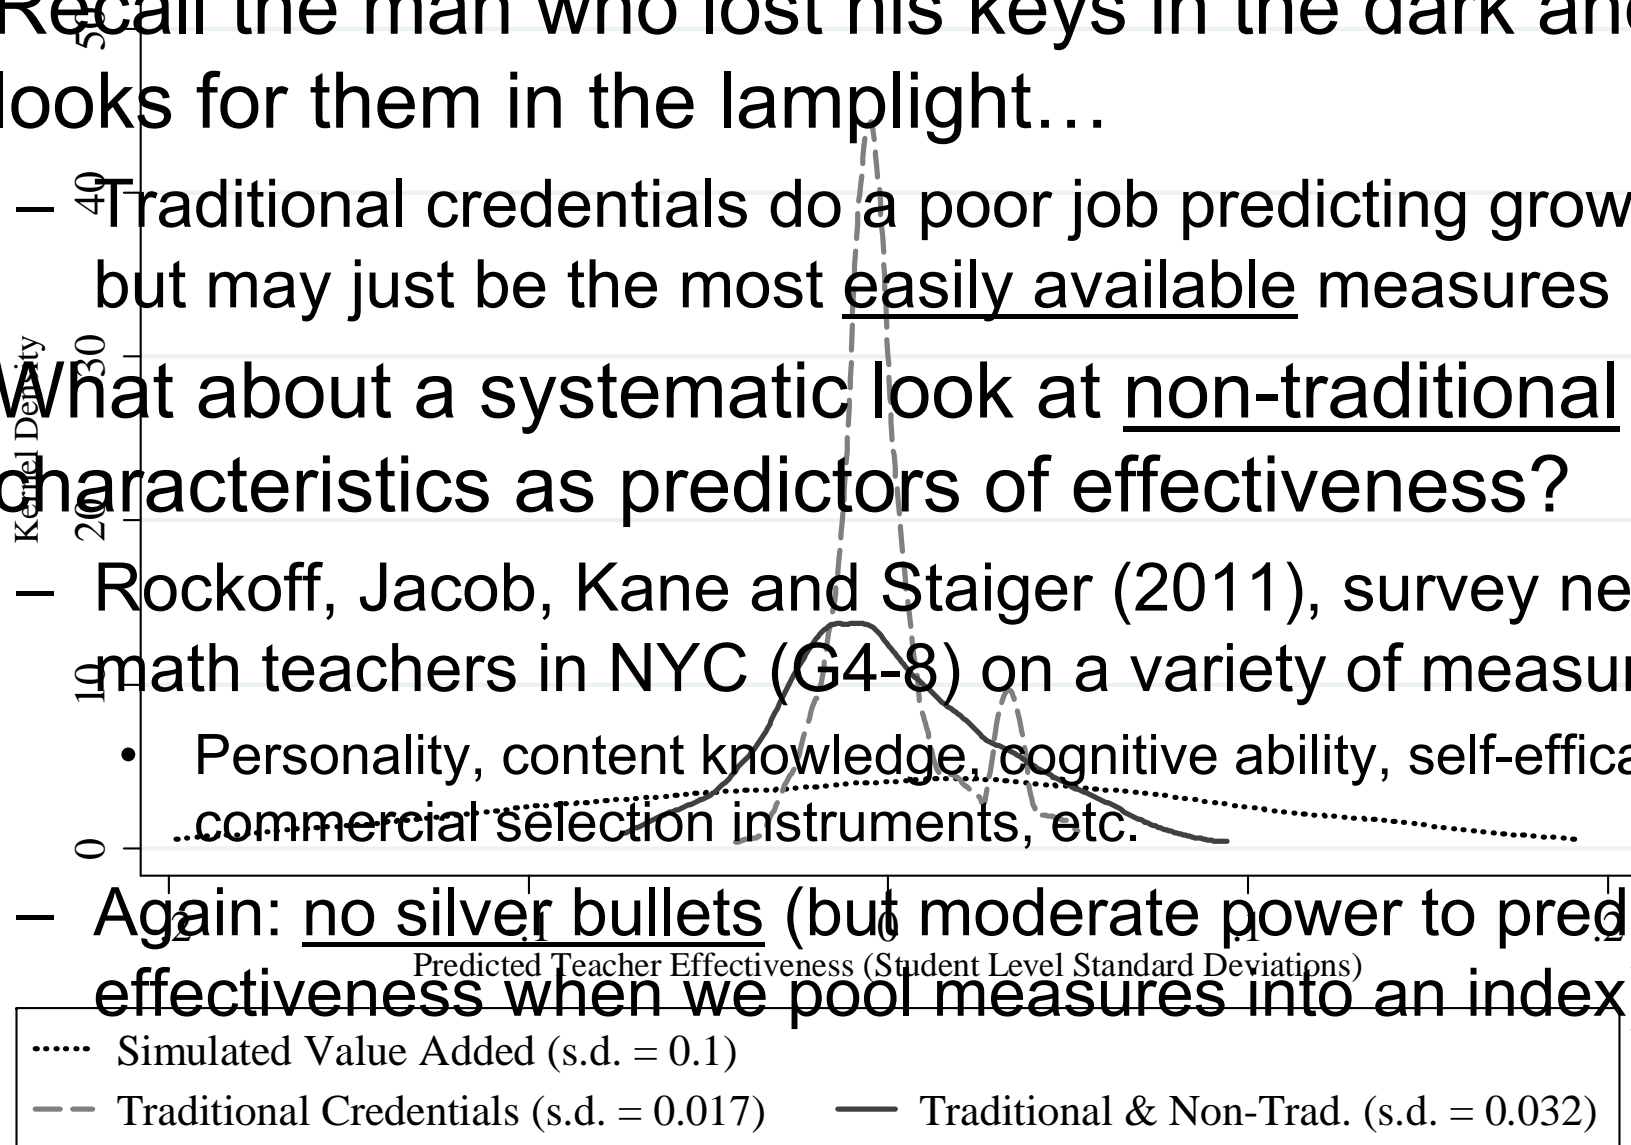 Recall the man who lost his keys in the dark and
looks for them in the lamplight…
– Traditional credentials do a poor job predicting grow
but may just be the most easily available measures
What about a systematic look at non-traditional
characteristics as predictors of effectiveness?
– Rockoff, Jacob, Kane and Staiger (2011), survey ne
math teachers in NYC (G4-8) on a variety of measur
• Personality, content knowledge, cognitive ability, self-effica
commercial selection instruments, etc.
– Again: no silver bullets (but moderate power to pred
effectiveness when we pool measures into an index
Kernel Density
50
40
30
20
10
0
.2 .1 0 .1 .2
Predicted Teacher Effectiveness (Student Level Standard Deviations)
Simulated Value Added (s.d. = 0.1)
Traditional Credentials (s.d. = 0.017) Traditional & Non-Trad. (s.d. = 0.032)